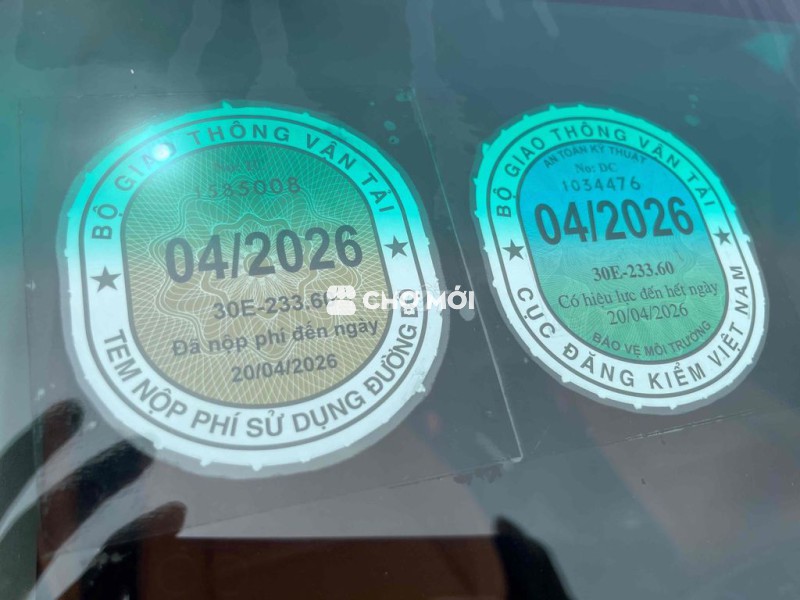 BỘ GIAO THÔNG VẬN TẢI
1585008
04/2026
30E-233.60
Đã nộp phí đến ngày
20/04/2026
TEM NỘP PHÍ SỬ DỤNG ĐƯỜNG
CHỢ MỚI
BỘ GIAO THÔNG VẬN TẢI
AN TOÀN KỸ THUẬT
No: DC
1034476
04/2026
30E-233.60
Có hiệu lực đến hết ngày
20/04/2026
BẢO VỆ MÔI TRƯỜNG
CỤC ĐĂNG KIỂM VIỆT NAM